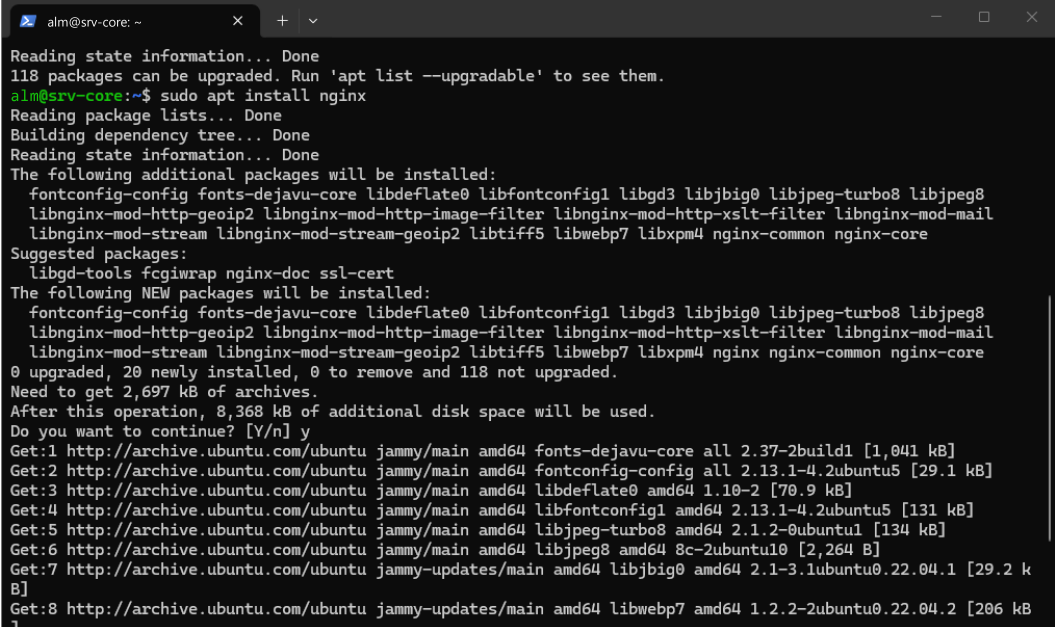 alm@srv-core: ~
Reading state information... Done
118 packages can be upgraded. Run 'apt list --upgradable' to see them.
alm@srv-core:~$ sudo apt install nginx
Reading package lists... Done
Building dependency tree... Done
Reading state information... Done
The following additional packages will be installed:
  fontconfig-config fonts-dejavu-core libdeflate0 libfontconfig1 libgd3 libjbig0 libjpeg-turbo8 libjpeg8
  libnginx-mod-http-geoip2 libnginx-mod-http-image-filter libnginx-mod-http-xslt-filter libnginx-mod-mail
  libnginx-mod-stream libnginx-mod-stream-geoip2 libtiff5 libwebp7 libxpm4 nginx-common nginx-core
Suggested packages:
  libgd-tools fcgiwrap nginx-doc ssl-cert
The following NEW packages will be installed:
  fontconfig-config fonts-dejavu-core libdeflate0 libfontconfig1 libgd3 libjbig0 libjpeg-turbo8 libjpeg8
  libnginx-mod-http-geoip2 libnginx-mod-http-image-filter libnginx-mod-http-xslt-filter libnginx-mod-mail
  libnginx-mod-stream libnginx-mod-stream-geoip2 libtiff5 libwebp7 libxpm4 nginx nginx-common nginx-core
0 upgraded, 20 newly installed, 0 to remove and 118 not upgraded.
Need to get 2,697 kB of archives.
After this operation, 8,368 kB of additional disk space will be used.
Do you want to continue? [Y/n] y
Get:1 http://archive.ubuntu.com/ubuntu jammy/main amd64 fonts-dejavu-core all 2.37-2build1 [1,041 kB]
Get:2 http://archive.ubuntu.com/ubuntu jammy/main amd64 fontconfig-config all 2.13.1-4.2ubuntu5 [29.1 kB]
Get:3 http://archive.ubuntu.com/ubuntu jammy/main amd64 libdeflate0 amd64 1.10-2 [70.9 kB]
Get:4 http://archive.ubuntu.com/ubuntu jammy/main amd64 libfontconfig1 amd64 2.13.1-4.2ubuntu5 [131 kB]
Get:5 http://archive.ubuntu.com/ubuntu jammy/main amd64 libjpeg-turbo8 amd64 2.1.2-0ubuntu1 [134 kB]
Get:6 http://archive.ubuntu.com/ubuntu jammy/main amd64 libjpeg8 amd64 8c-2ubuntu10 [2,264 B]
Get:7 http://archive.ubuntu.com/ubuntu jammy-updates/main amd64 libjbig0 amd64 2.1-3.1ubuntu0.22.04.1 [29.2 k
B]
Get:8 http://archive.ubuntu.com/ubuntu jammy-updates/main amd64 libwebp7 amd64 1.2.2-2ubuntu0.22.04.2 [206 kB
]